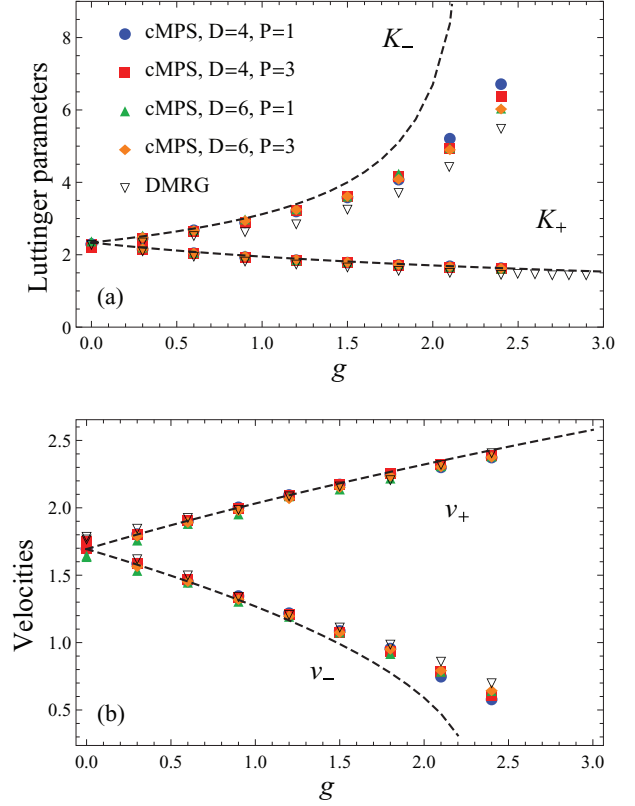 8
6
4
2
0
Luttinger parameters
cMPS, D=4, P=1
cMPS, D=4, P=3
cMPS, D=6, P=1
cMPS, D=6, P=3
DMRG
K−
K+
(a)
0.0 0.5 1.0 1.5 2.0 2.5 3.0
g
2.5
2.0
1.5
1.0
0.5
Velocities
v+
v−
(b)
0.0 0.5 1.0 1.5 2.0 2.5 3.0
g